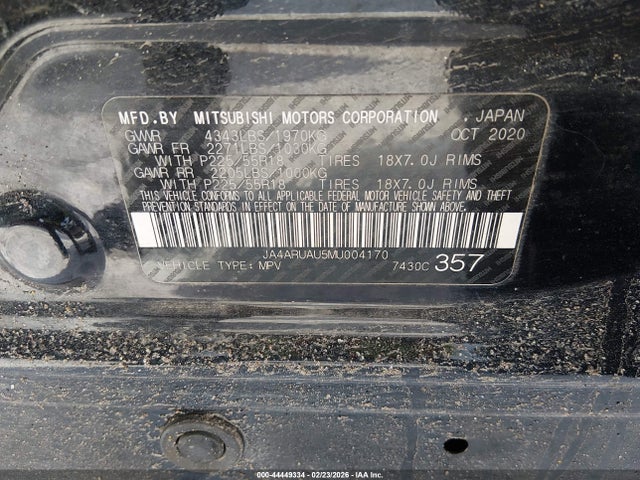 MFD.BY MITSUBISHI MOTORS CORPORATION . JAPAN
GVWR 4343LBS/1970KG OCT 2020
GAWR FR 2271LBS/1030KG
WITH P225/55R18 TIRES 18X7.0J RIMS
GAWR RR 2205LBS/1000KG
WITH P225/55R18 TIRES 18X7.0J RIMS
THIS VEHICLE CONFORMS TO ALL APPLICABLE FEDERAL MOTOR VEHICLE SAFETY AND THEFT
PREVENTION STANDARDS IN EFFECT ON THE DATE OF MANUFACTURE SHOWN ABOVE.
JA4ARUAU5MU004170
VEHICLE TYPE: MPV 7430C 357
000-44449334 - 02/23/2026 - IAAI.COM